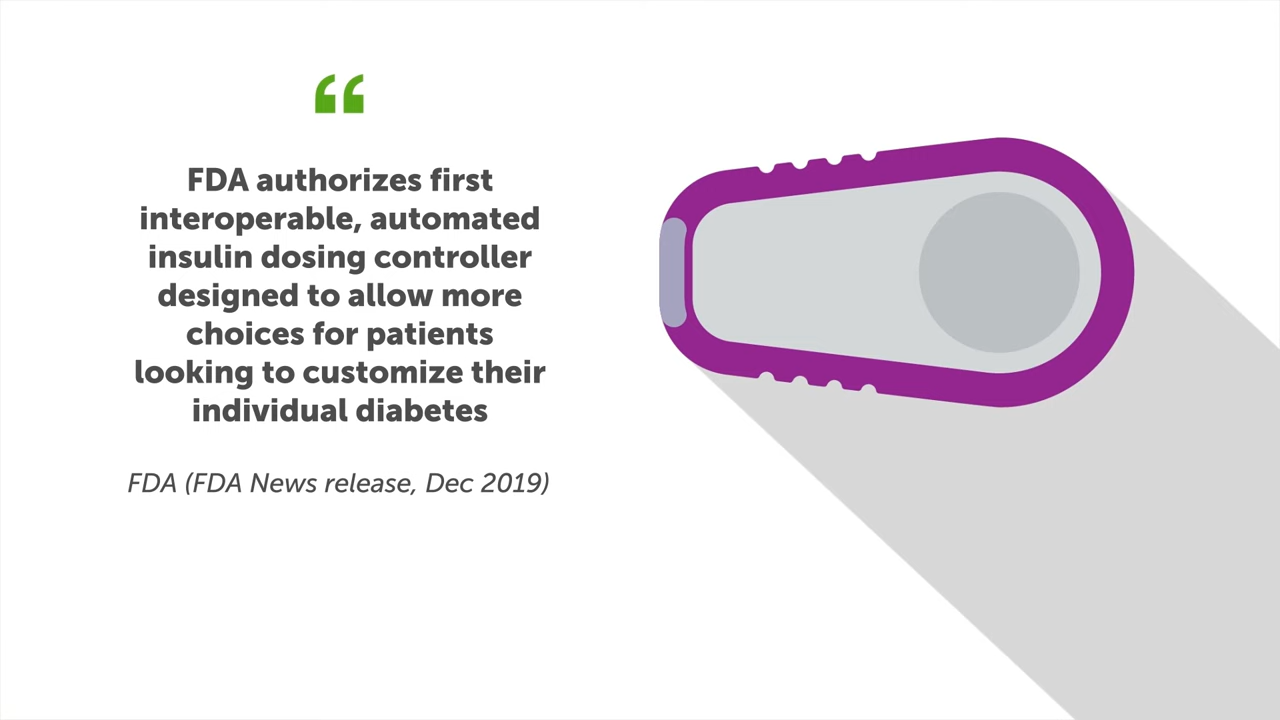 “
FDA authorizes first
interoperable, automated
insulin dosing controller
designed to allow more
choices for patients
looking to customize their
individual diabetes
FDA (FDA News release, Dec 2019)